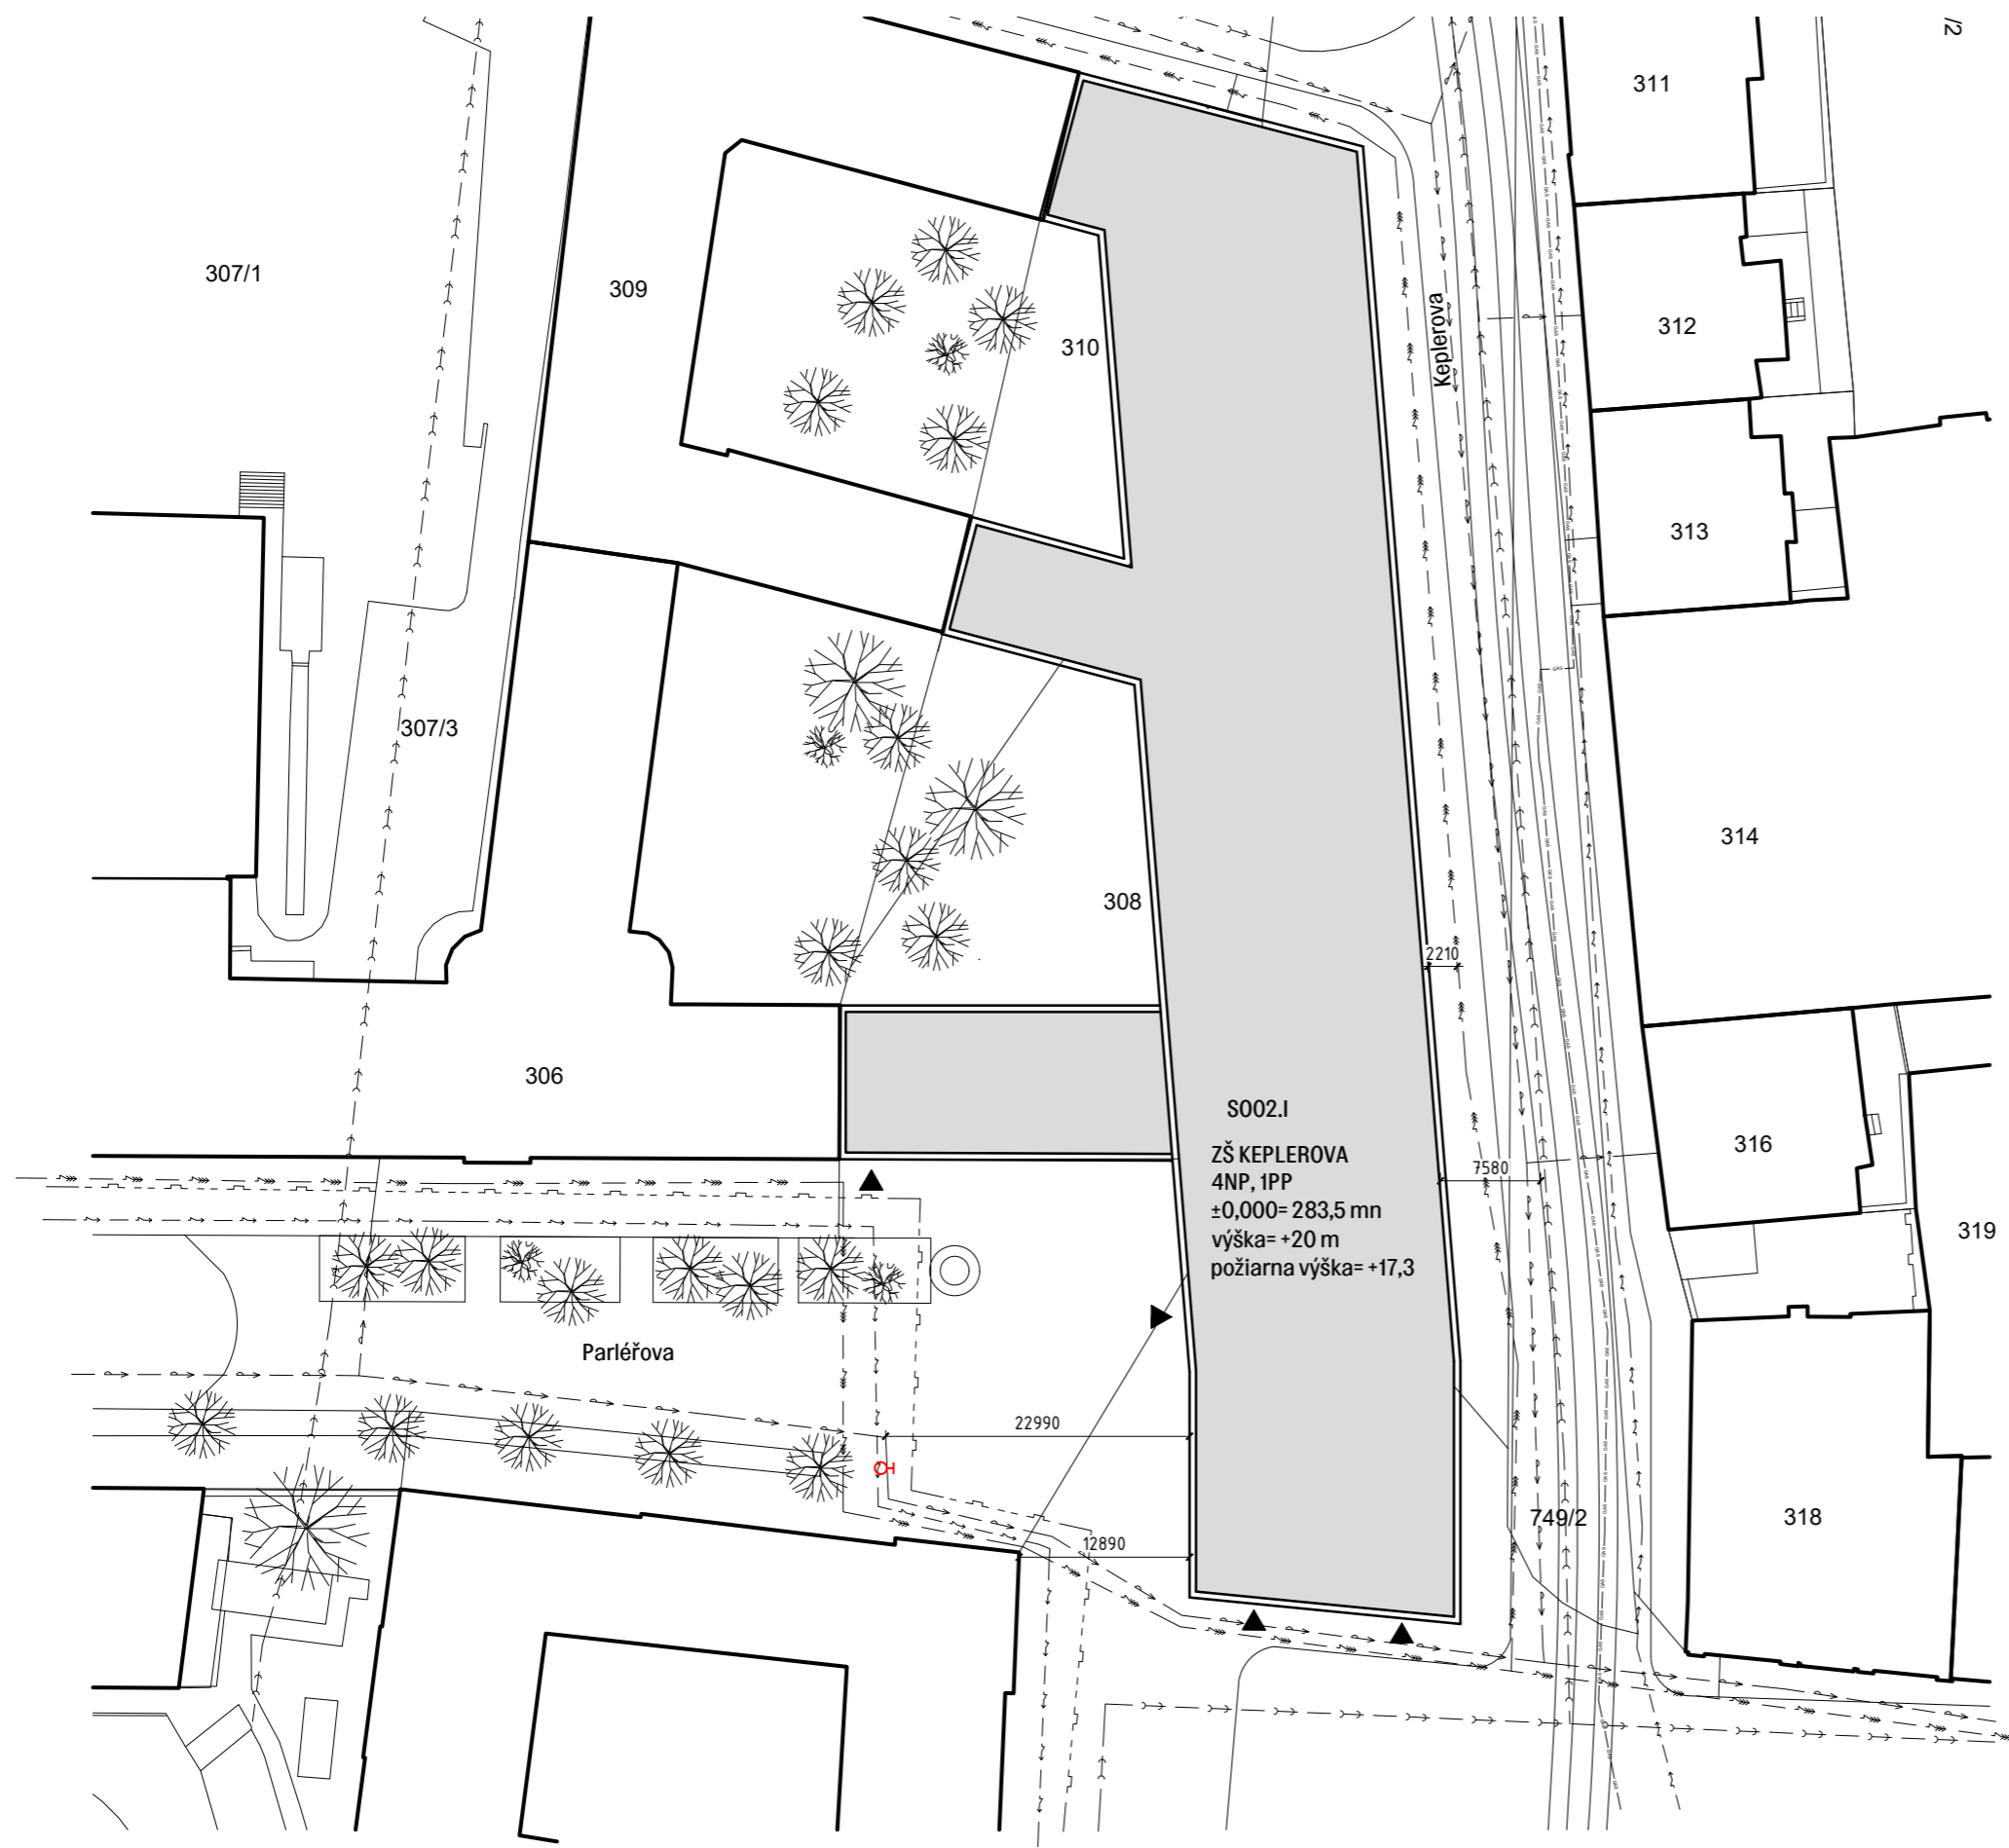 /2
311
307/1
309
312
310
Keplerova
313
307/3
314
308
2210
306
SO02.I
316
ZŠ KEPLEROVA
4NP, 1PP
7580
±0,000= 283,5 mn
319
výška= +20 m
požiarna výška= +17,3
Parléřova
22990
749/2
318
12890